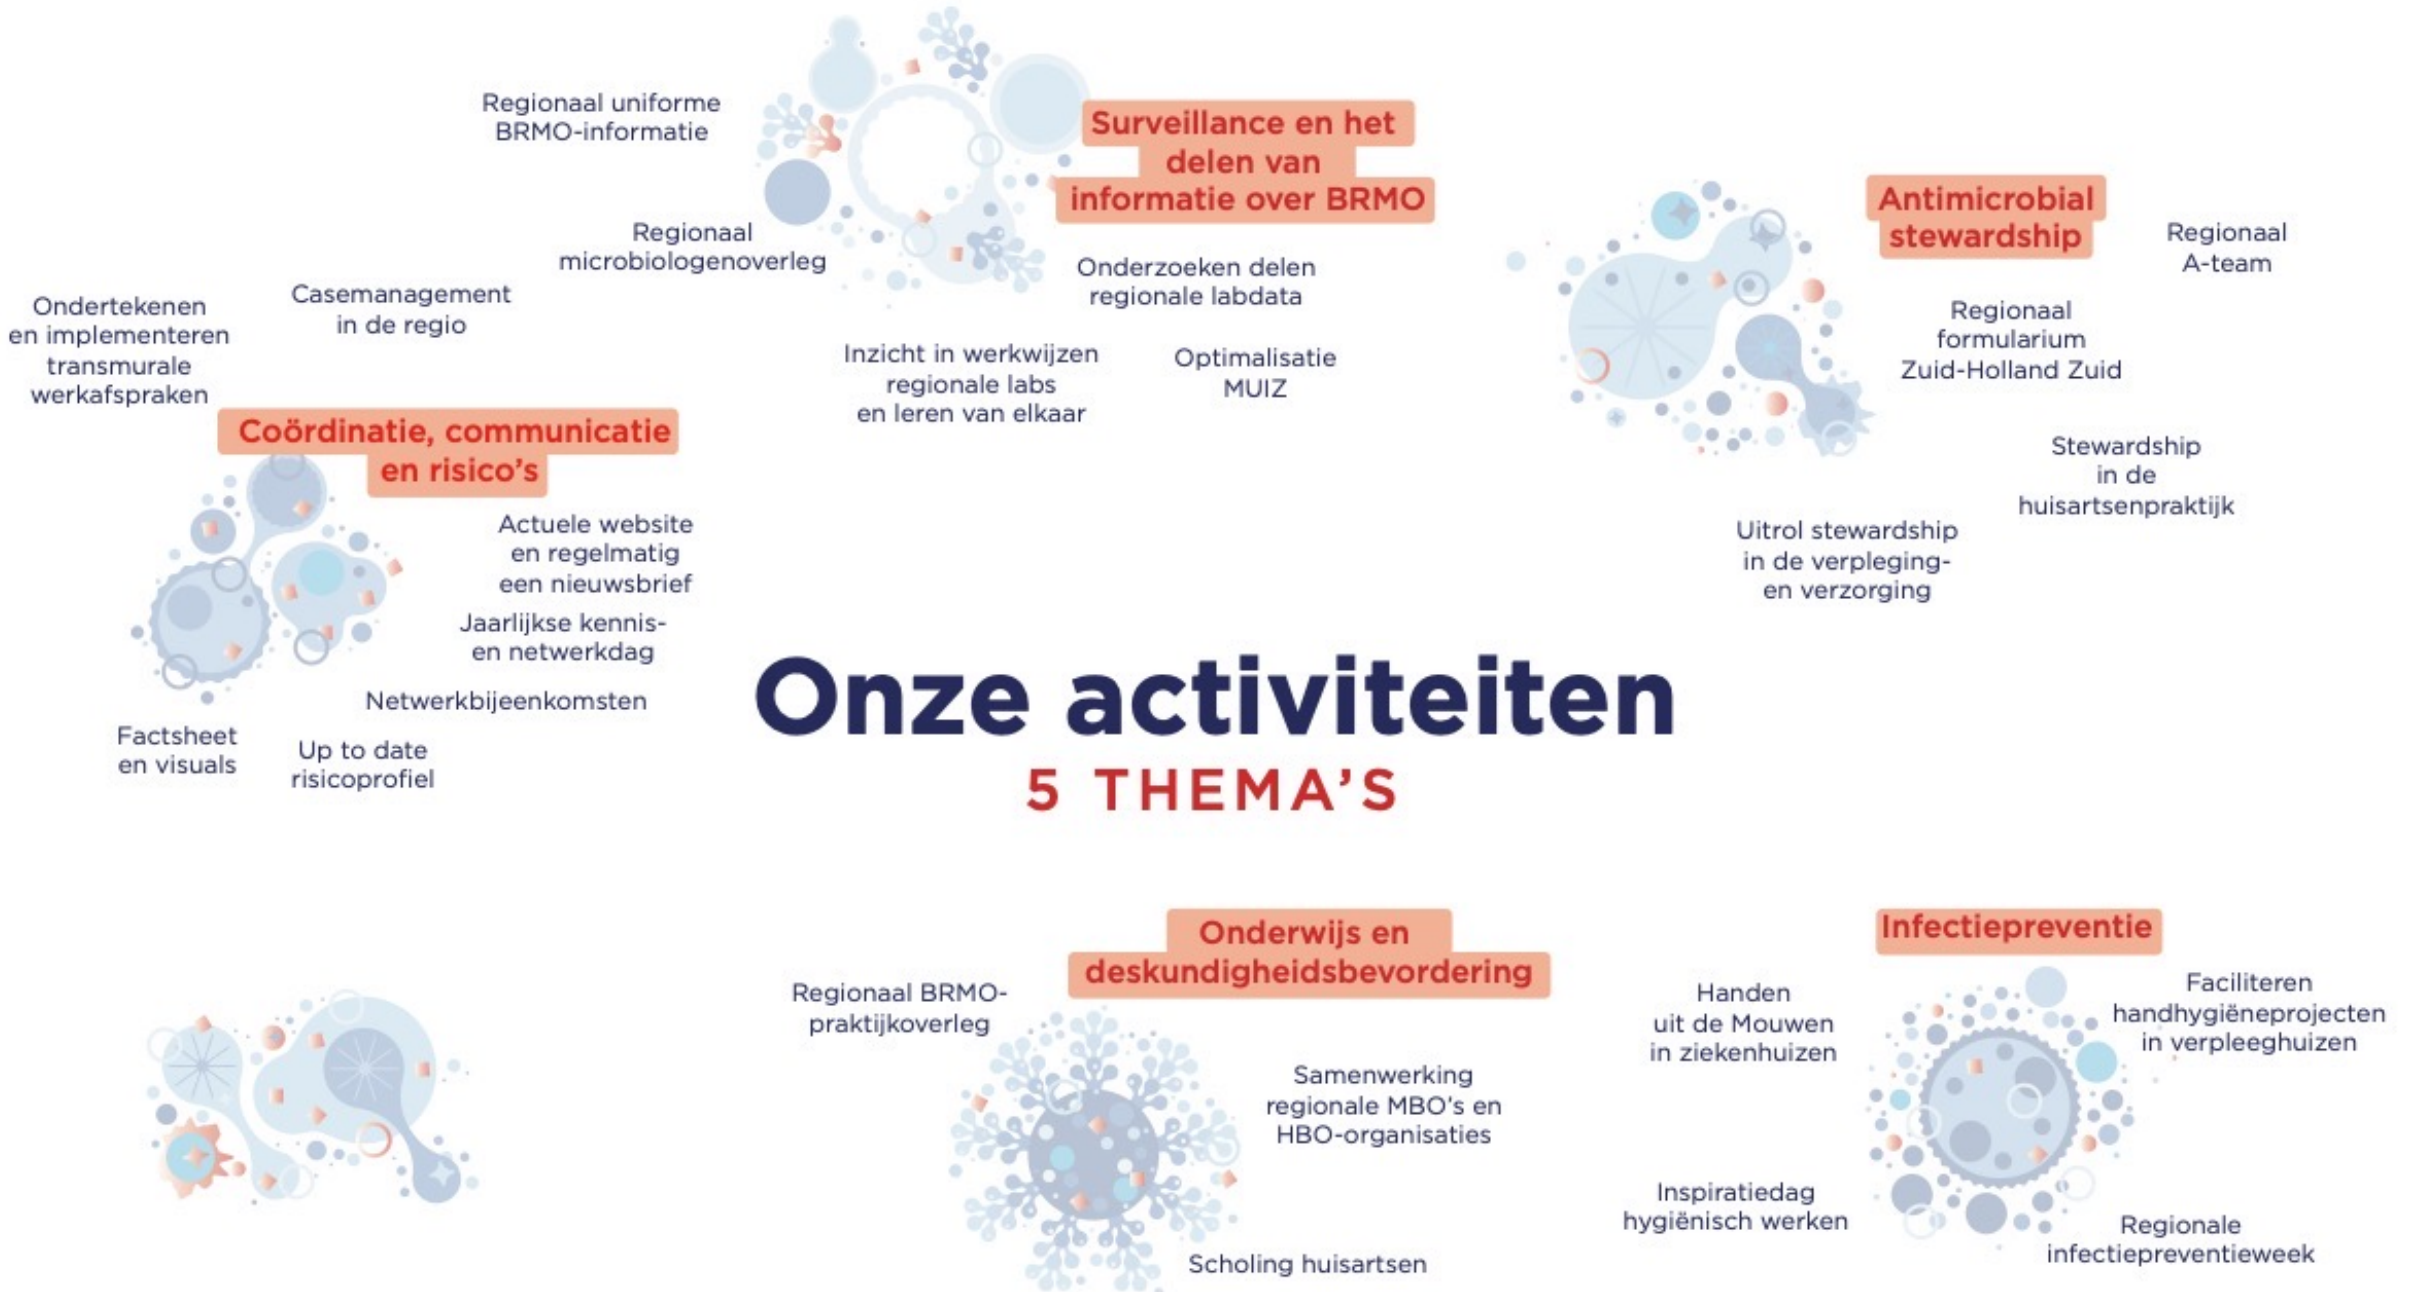 Regionaal uniforme
BRMO-informatie
Surveillance en het
delen van
informatie over BRMO
Regionaal
microbiologenoverleg
Onderzoeken delen
regionale labdata
Inzicht in werkwijzen
regionale labs
en leren van elkaar
Optimalisatie
MUIZ
Antimicrobial
stewardship
Regionaal
A-team
Regionaal
formularium
Zuid-Holland Zuid
Stewardship
in de
huisartsenpraktijk
Uitrol stewardship
in de verpleging-
en verzorging
Ondertekenen
en implementeren
transmurale
werkafspraken
Casemanagement
in de regio
Coördinatie, communicatie
en risico's
Actuele website
en regelmatig
een nieuwsbrief
Jaarlijkse kennis-
en netwerkdag
Netwerkbijeenkomsten
Factsheet
en visuals
Up to date
risicoprofiel
Onze activiteiten
5 THEMA'S
Onderwijs en
deskundigheidsbevordering
Regionaal BRMO-
praktijkoverleg
Samenwerking
regionale MBO's en
HBO-organisaties
Scholing huisartsen
Infectiepreventie
Handen
uit de Mouwen
in ziekenhuizen
Faciliteren
handhygiëneprojecten
in verpleeghuizen
Inspiratiedag
hygiënisch werken
Regionale
infectiepreventieweek